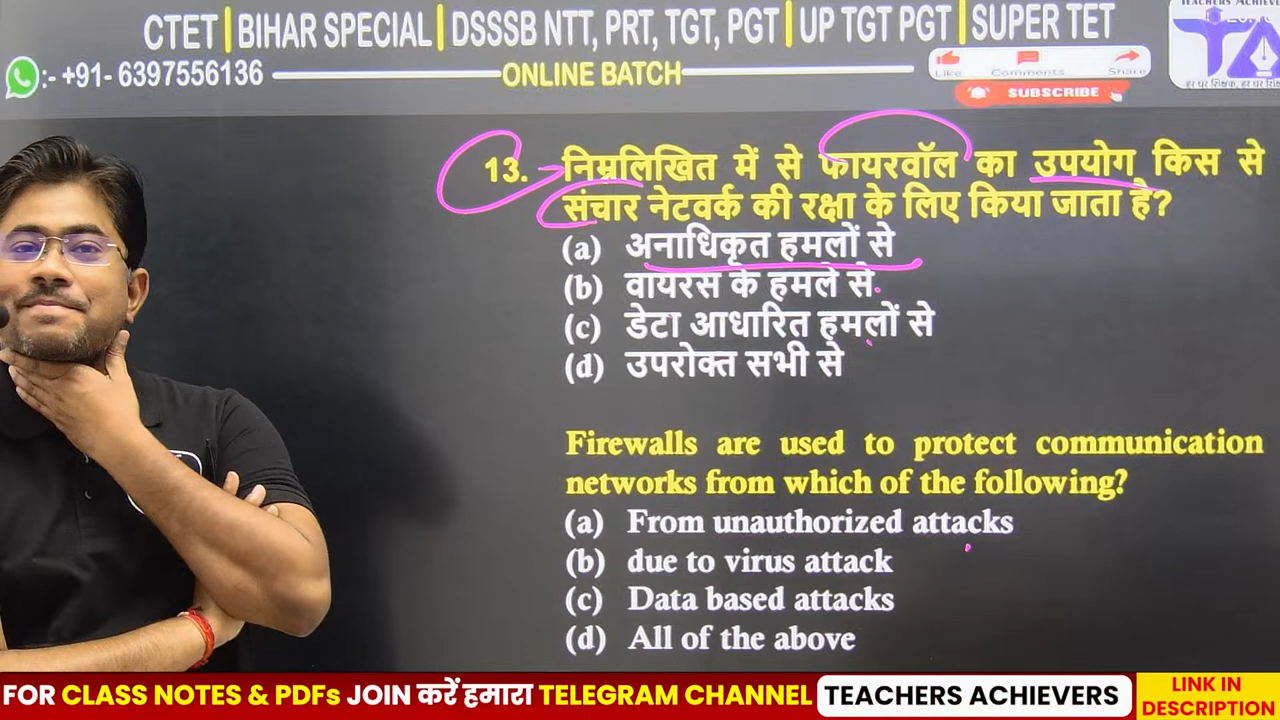 CTET | BIHAR SPECIAL | DSSSB NTT, PRT, TGT, PGT | UP TGT PGT | SUPER TET
TEACHERS ACHIEVE
:- +91- 6397556136
ONLINE BATCH
Like Comments Share
SUBSCRIBE
13. निम्नलिखित में से फायरवॉल का उपयोग किस से
संचार नेटवर्क की रक्षा के लिए किया जाता है?
(a) अनाधिकृत हमलों से
(b) वायरस के हमले से
(c) डेटा आधारित हमलों से
(d) उपरोक्त सभी से
Firewalls are used to protect communication
networks from which of the following?
(a) From unauthorized attacks
(b) due to virus attack
(c) Data based attacks
(d) All of the above
FOR CLASS NOTES & PDFs JOIN करें हमारा TELEGRAM CHANNEL TEACHERS ACHIEVERS
LINK IN
DESCRIPTION